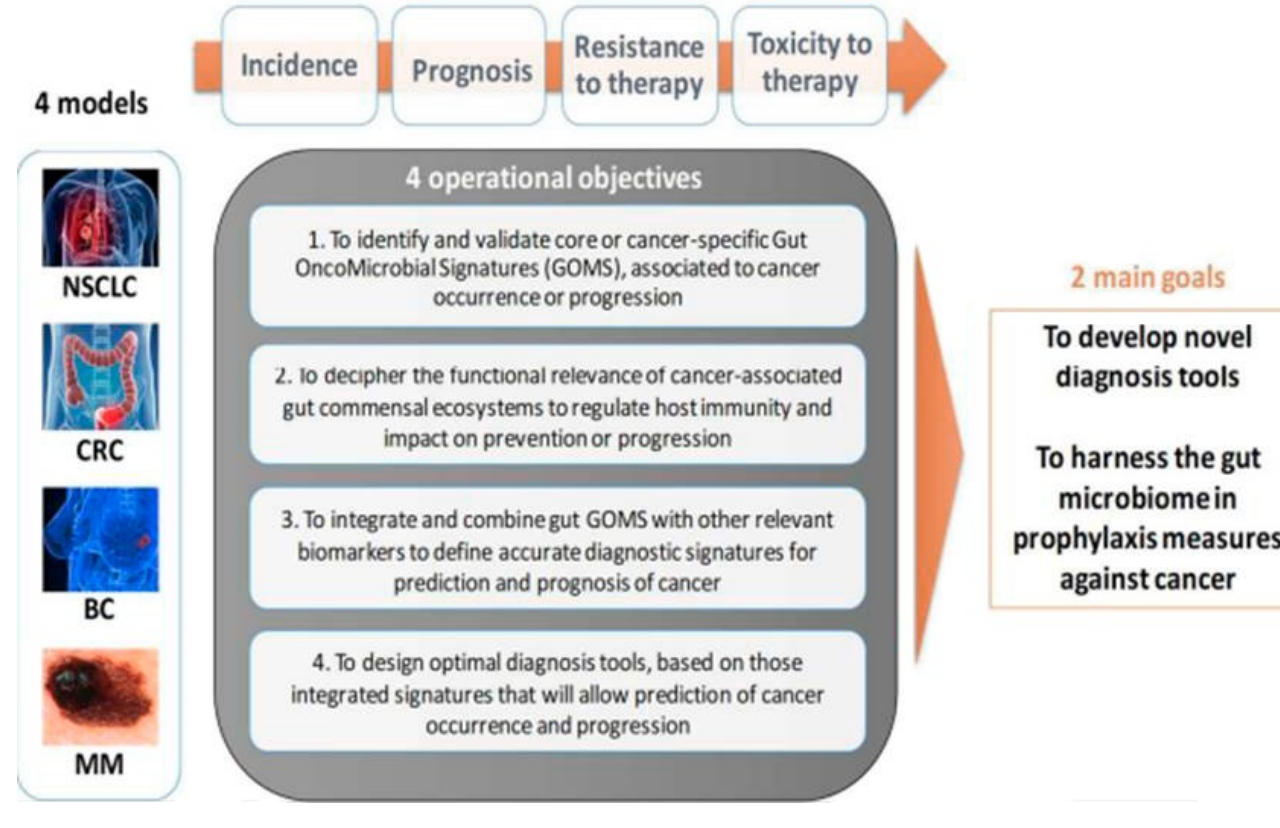 Incidence
Prognosis
Resistance
to therapy
Toxicity to
therapy
4 models
NSCLC
CRC
BC
MM
4 operational objectives
1. To identify and validate core or cancer-specific Gut
OncoMicrobial Signatures (GOMS), associated to cancer
occurrence or progression
2. To decipher the functional relevance of cancer-associated
gut commensal ecosystems to regulate host immunity and
impact on prevention or progression
3. To integrate and combine gut GOMS with other relevant
biomarkers to define accurate diagnostic signatures for
prediction and prognosis of cancer
4. To design optimal diagnosis tools, based on those
integrated signatures that will allow prediction of cancer
occurrence and progression
2 main goals
To develop novel
diagnosis tools
To harness the gut
microbiome in
prophylaxis measures
against cancer